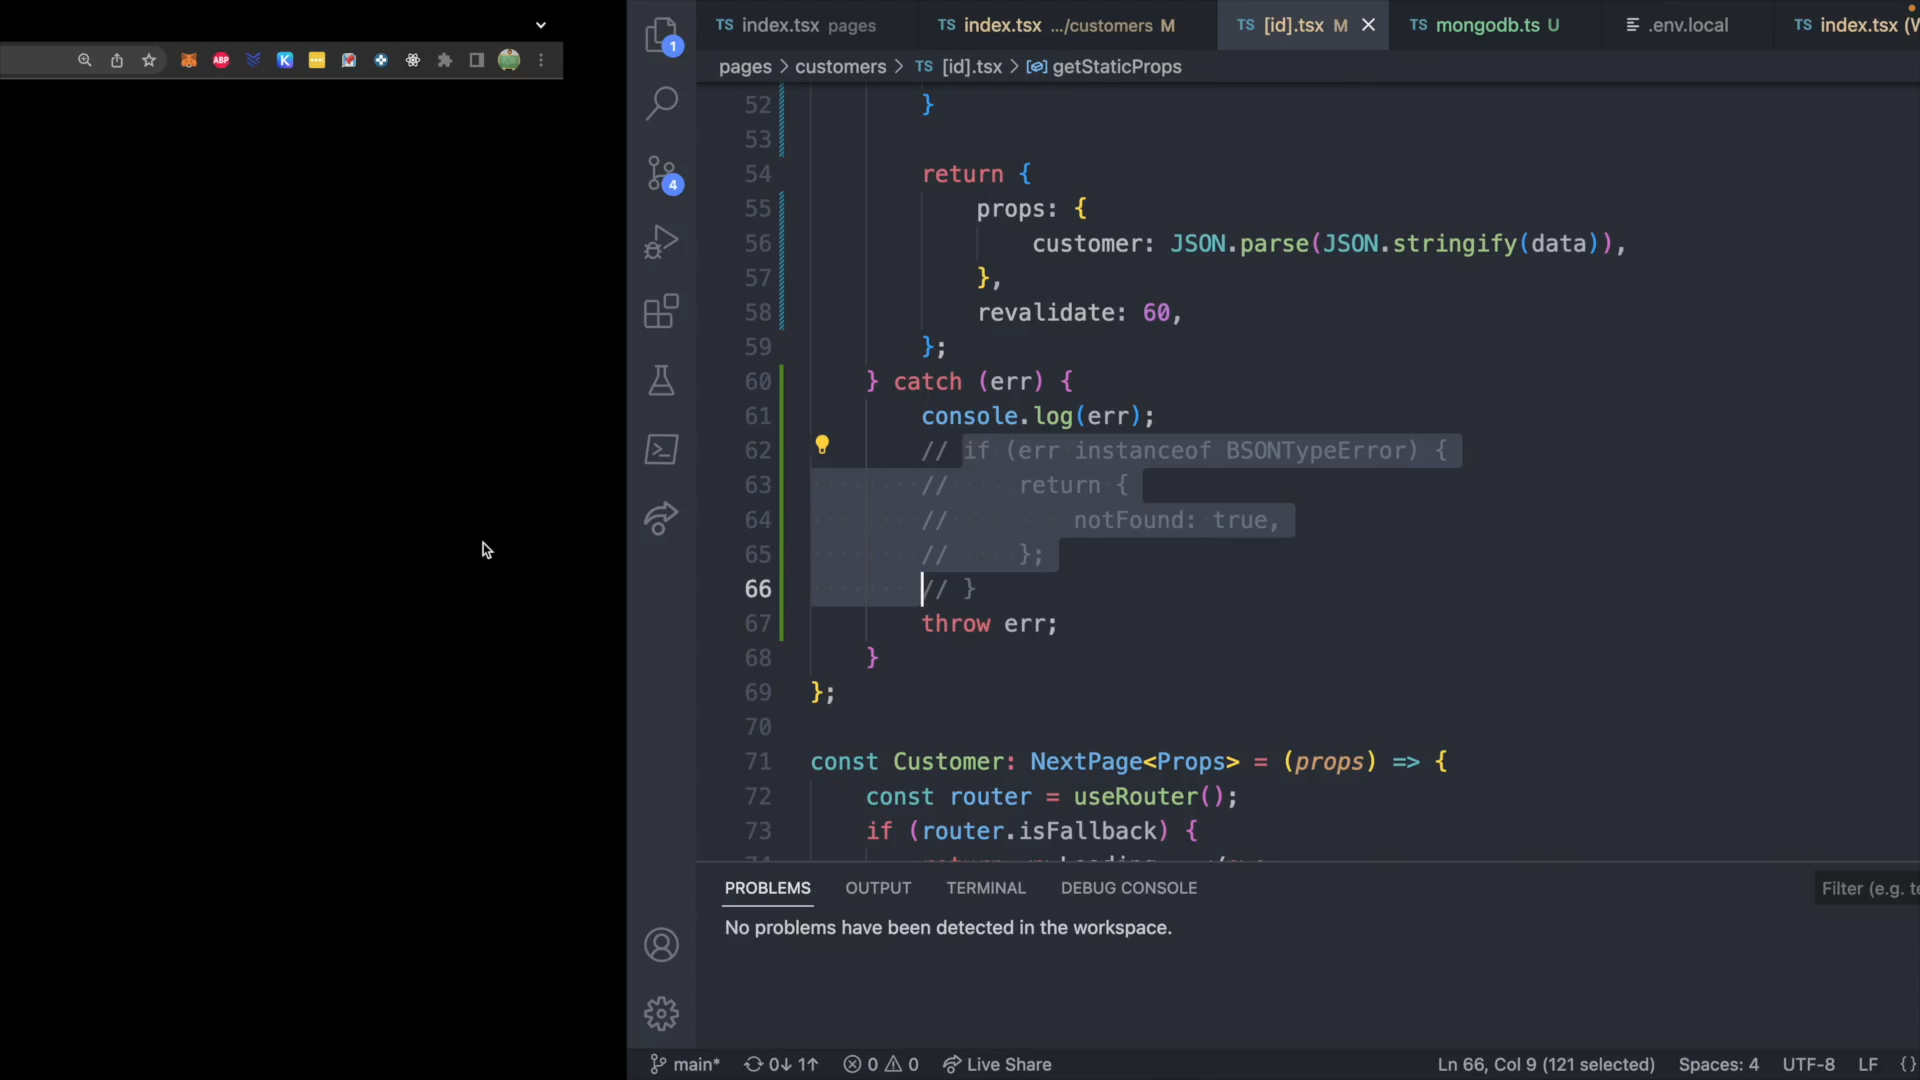 TS index.tsx pages TS index.tsx .../customers M TS [id].tsx M TS mongodb.ts U .env.local TS index.tsx
pages > customers > TS [id].tsx > getStaticProps
1
ABP
K
4
52 }
53
54 return {
55 props: {
56 customer: JSON.parse(JSON.stringify(data)),
57 },
58 revalidate: 60,
59 };
60 } catch (err) {
61 console.log(err);
62 // if (err instanceof BSONTypeError) {
63 // return {
64 // notFound: true,
65 // };
66 // }
67 throw err;
68 }
69 };
70
71 const Customer: NextPage<Props> = (props) => {
72 const router = useRouter();
73 if (router.isFallback) {
PROBLEMS OUTPUT TERMINAL DEBUG CONSOLE Filter (e.g.
No problems have been detected in the workspace.
main* 0↓ 1↑ 0 0 Live Share Ln 66, Col 9 (121 selected) Spaces: 4 UTF-8 LF {}